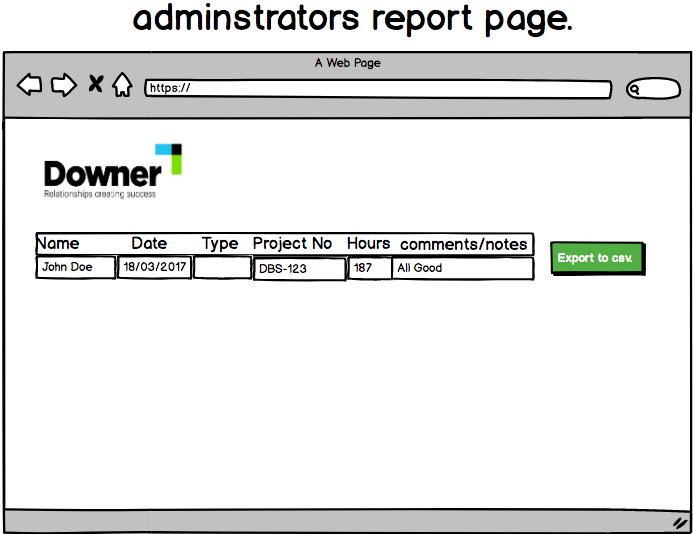 adminstrators report page.
A Web Page
https://
Downer
Relationships creating success
Name Date Type Project No Hours comments/notes
John Doe 18/03/2017 DBS-123 187 All Good
Export to csv.